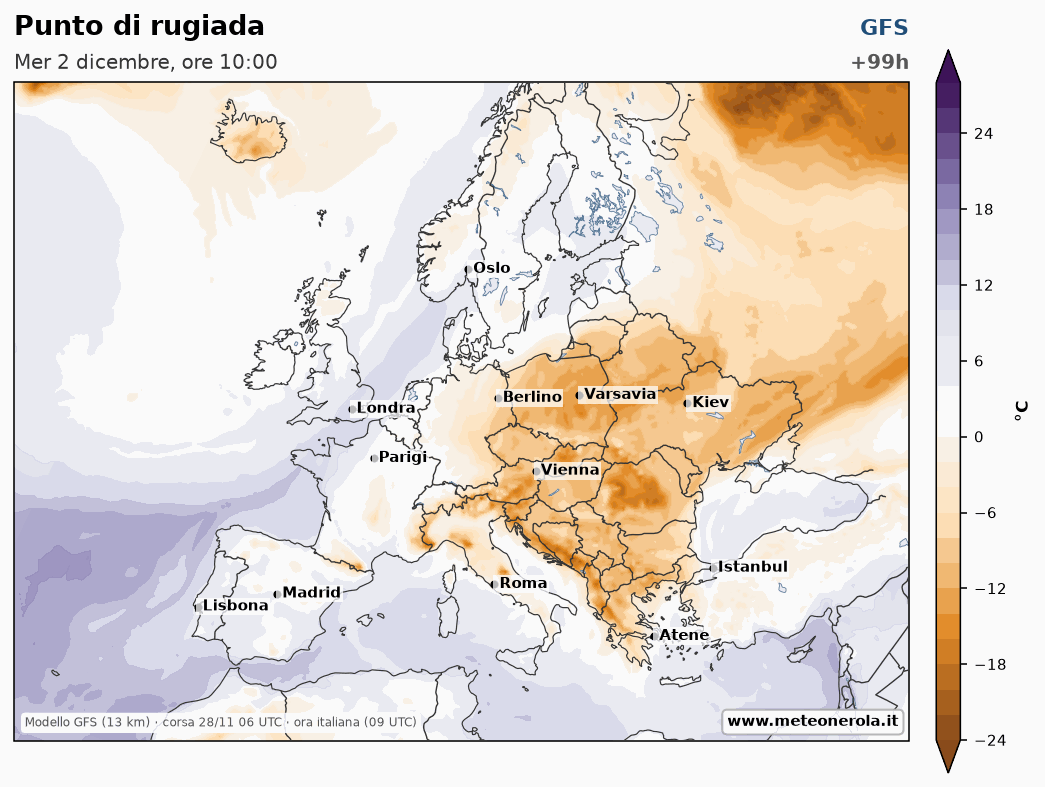 Punto di rugiada
GFS
Mer 2 dicembre, ore 10:00
+99h
24
18
12
6
0
−6
−12
−18
−24
°C
Oslo
Londra
Berlino
Varsavia
Kiev
Parigi
Vienna
Istanbul
Roma
Madrid
Lisbona
Atene
Modello GFS (13 km) · corsa 28/11 06 UTC · ora italiana (09 UTC)
www.meteonerola.it